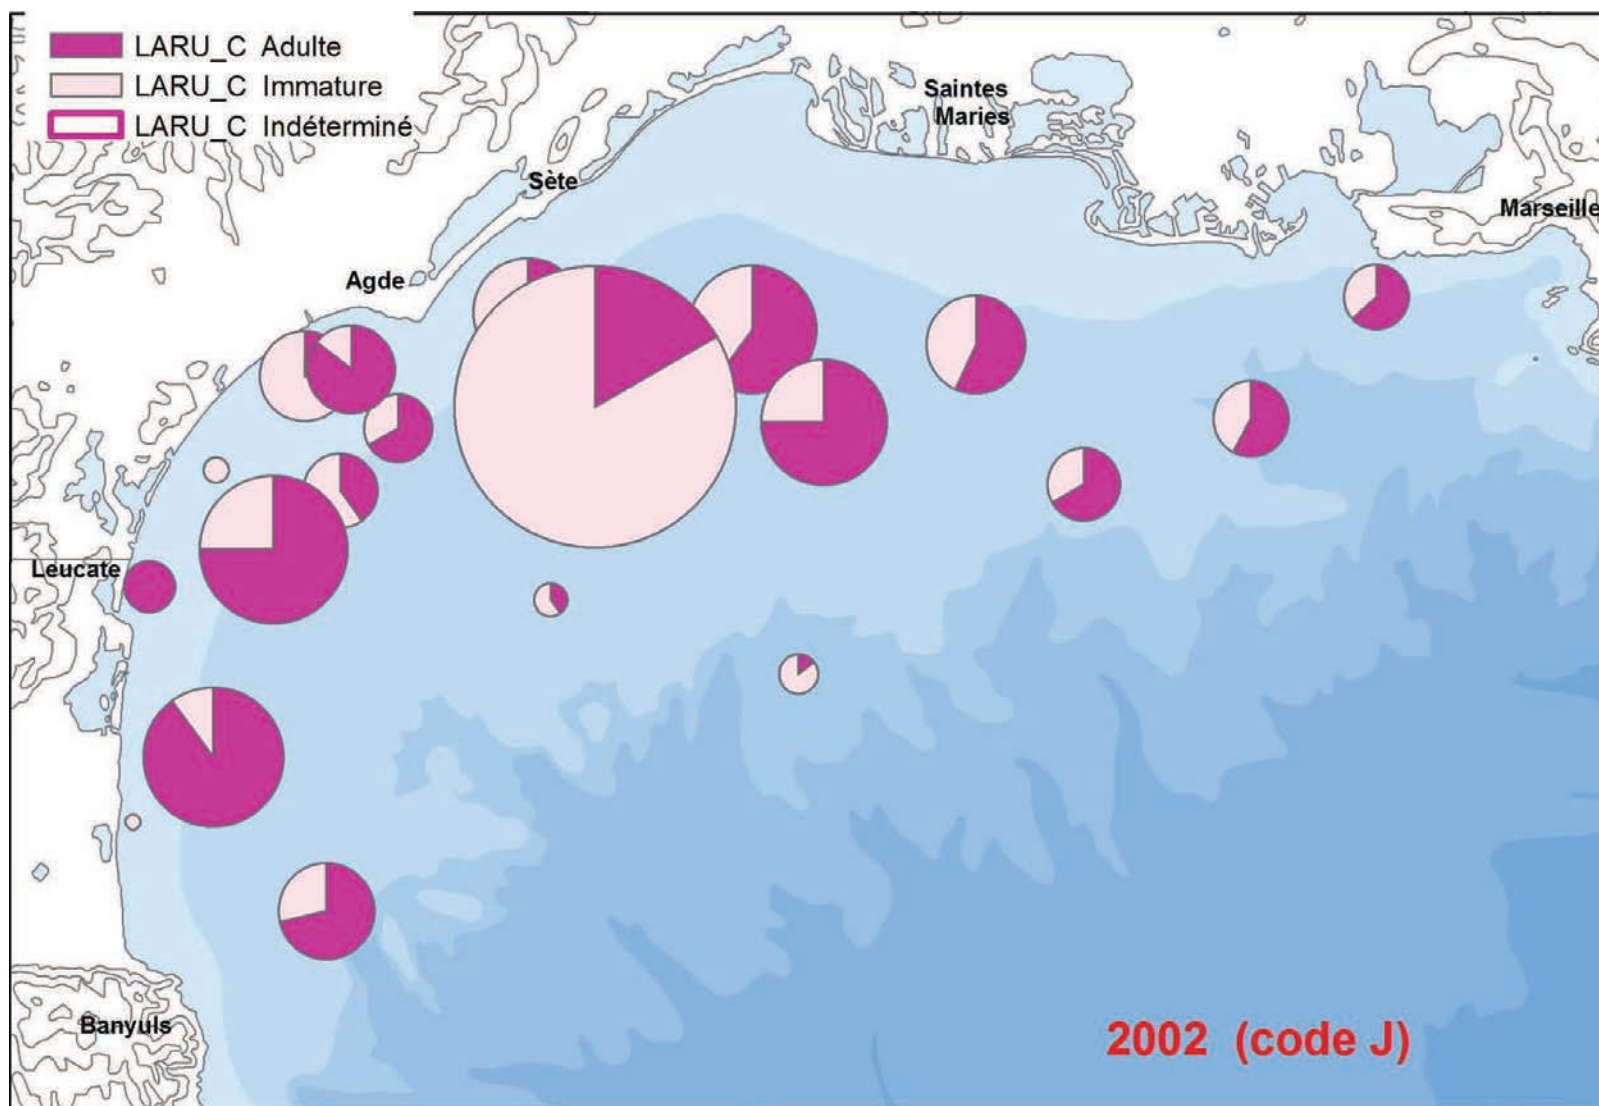 LARU_C Adulte
LARU_C Immature
LARU_C Indéterminé
Saintes
Maries
Sète
Marseille
Agde
Leucate
Banyuls
2002 (code J)